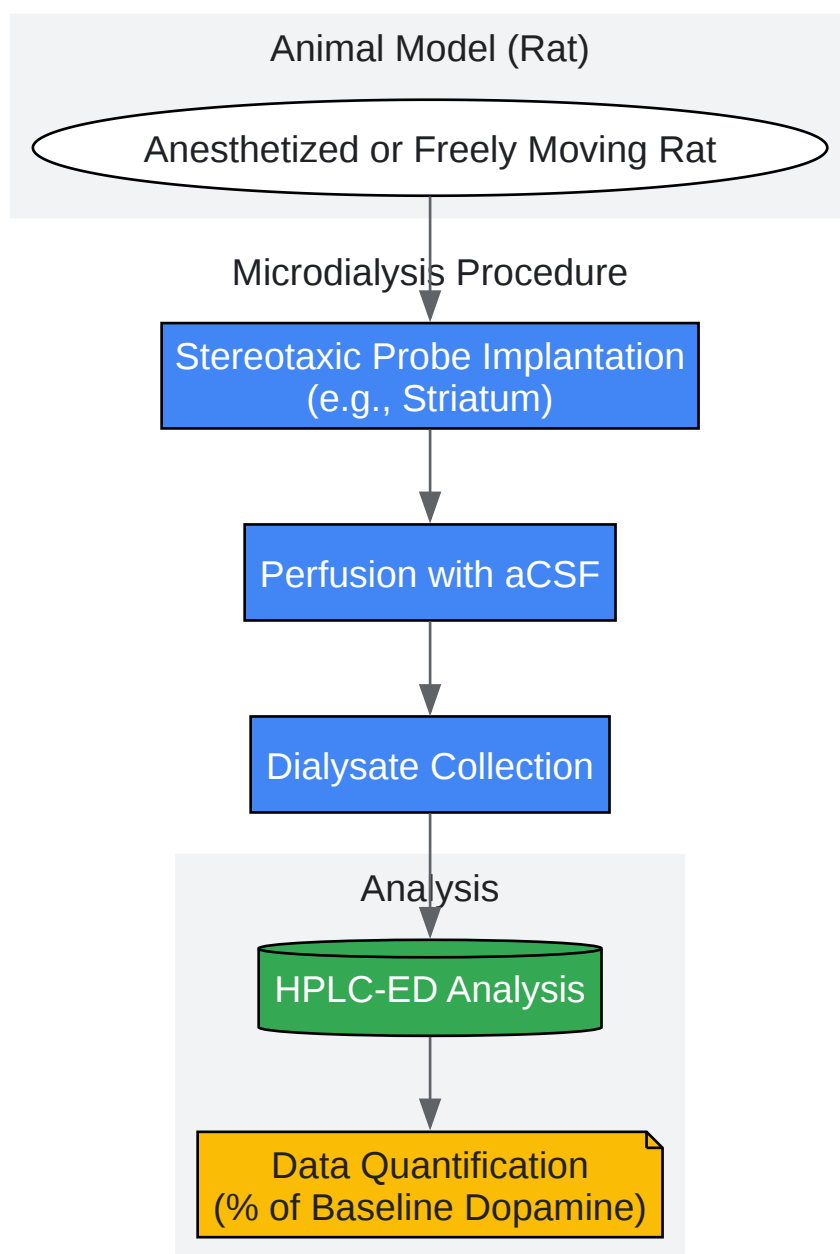 Animal Model (Rat)
Anesthetized or Freely Moving Rat
Microdialysis Procedure
Stereotaxic Probe Implantation
(e.g., Striatum)
Perfusion with aCSF
Dialysate Collection
Analysis
HPLC-ED Analysis
Data Quantification
(% of Baseline Dopamine)